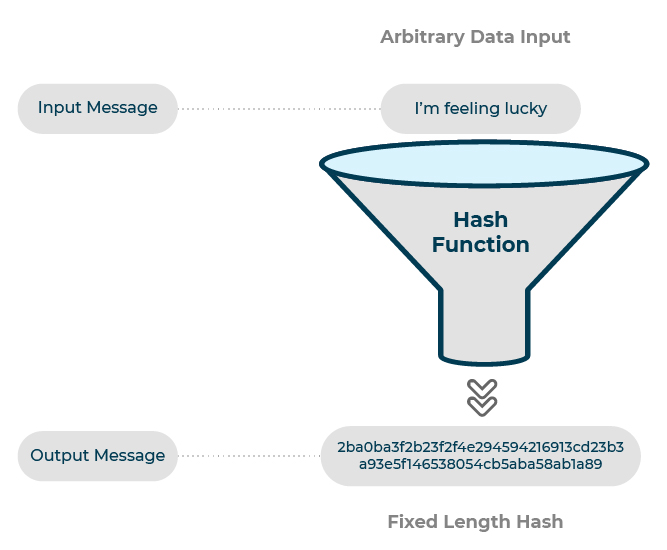 Arbitrary Data Input
Input Message
I'm feeling lucky
Hash
Function
Output Message
2ba0ba3f2b23f2f4e294594216913cd23b3
a93e5f146538054cb5aba58ab1a89
Fixed Length Hash